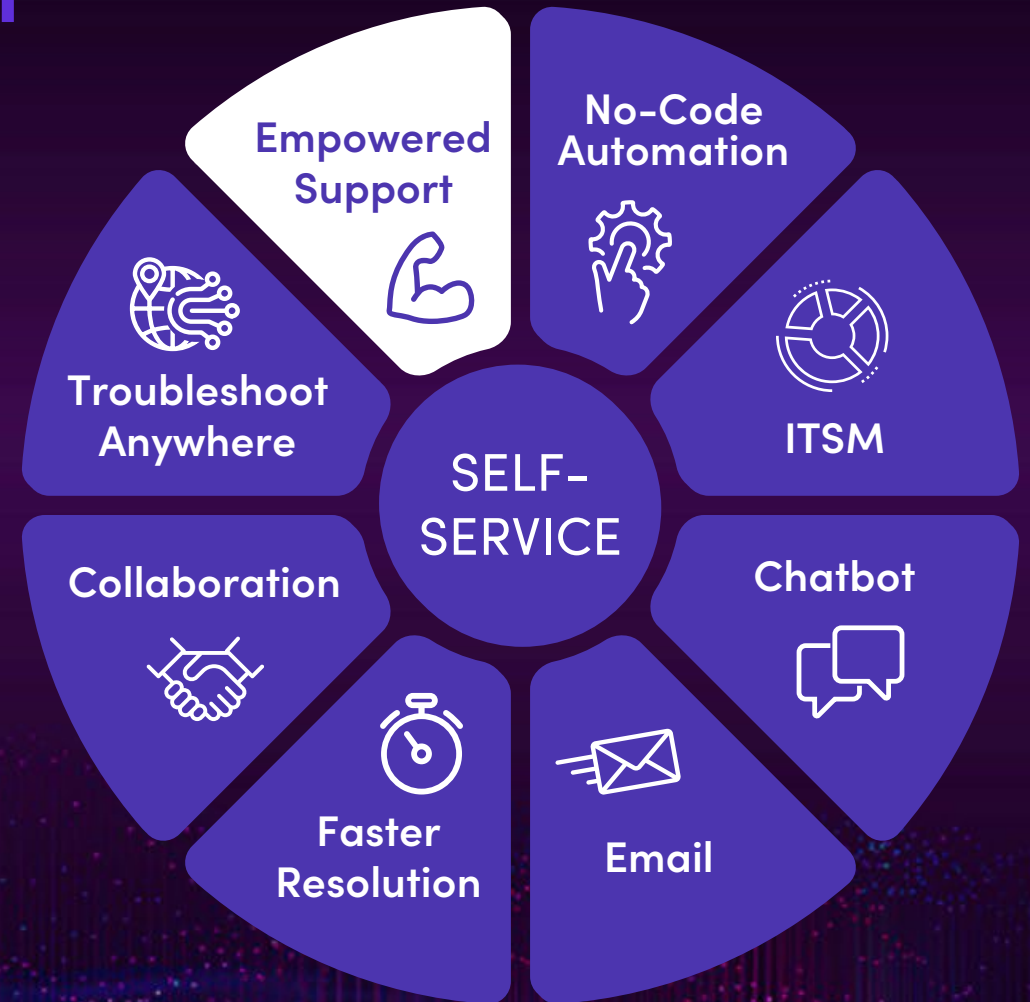 Empowered
Support
No-Code
Automation
Troubleshoot
Anywhere
ITSM
SELF-
SERVICE
Collaboration
Chatbot
Faster
Resolution
Email